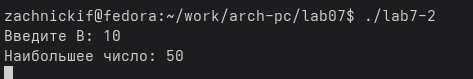 zachnickif@fedora:~/work/arch-pc/lab07$ ./lab7-2
Введите B: 10
Наибольшее число: 50